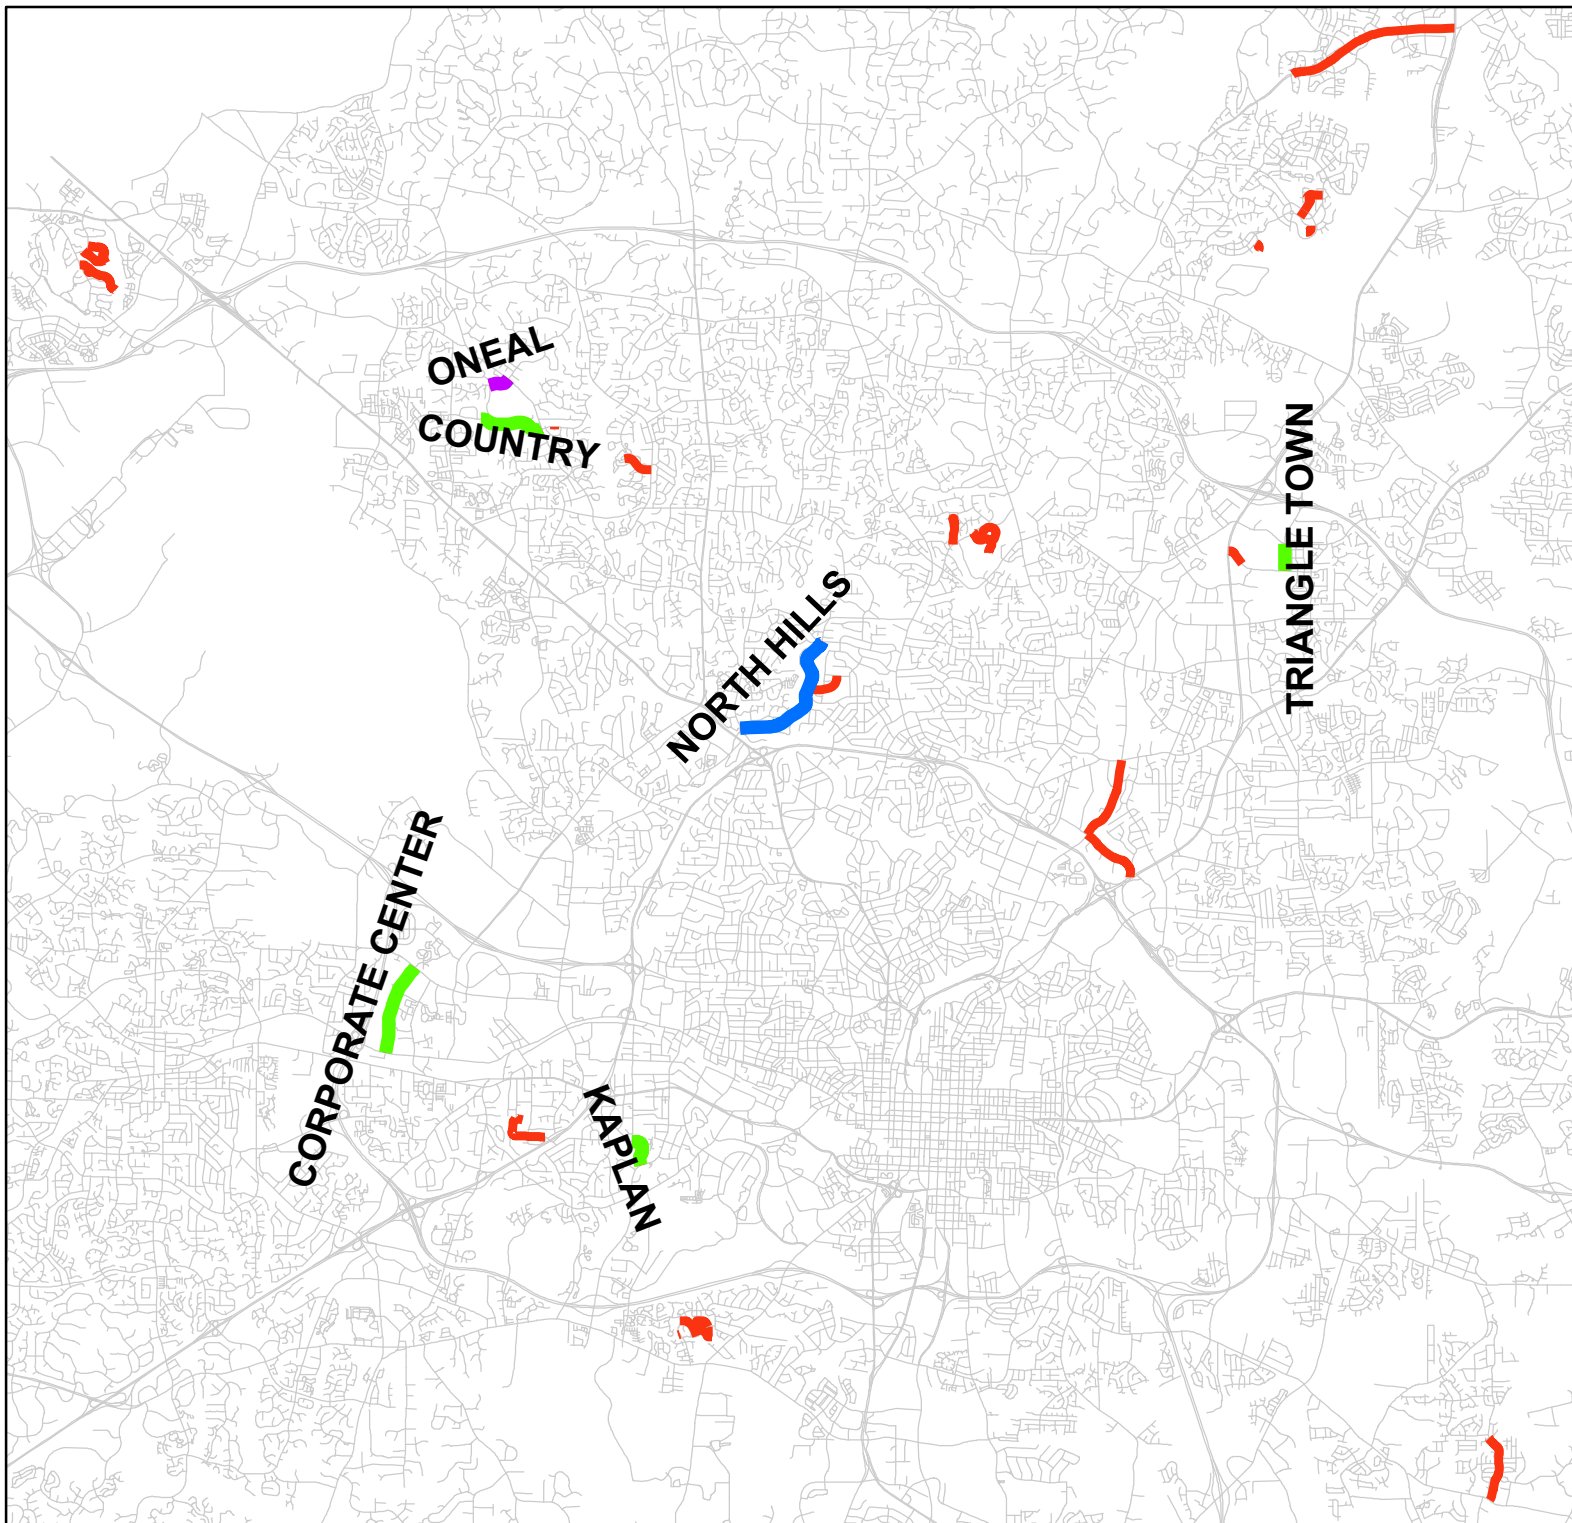 ONEAL
COUNTRY
TRIANGLE TOWN
NORTH HILLS
CORPORATE CENTER
KAPLAN